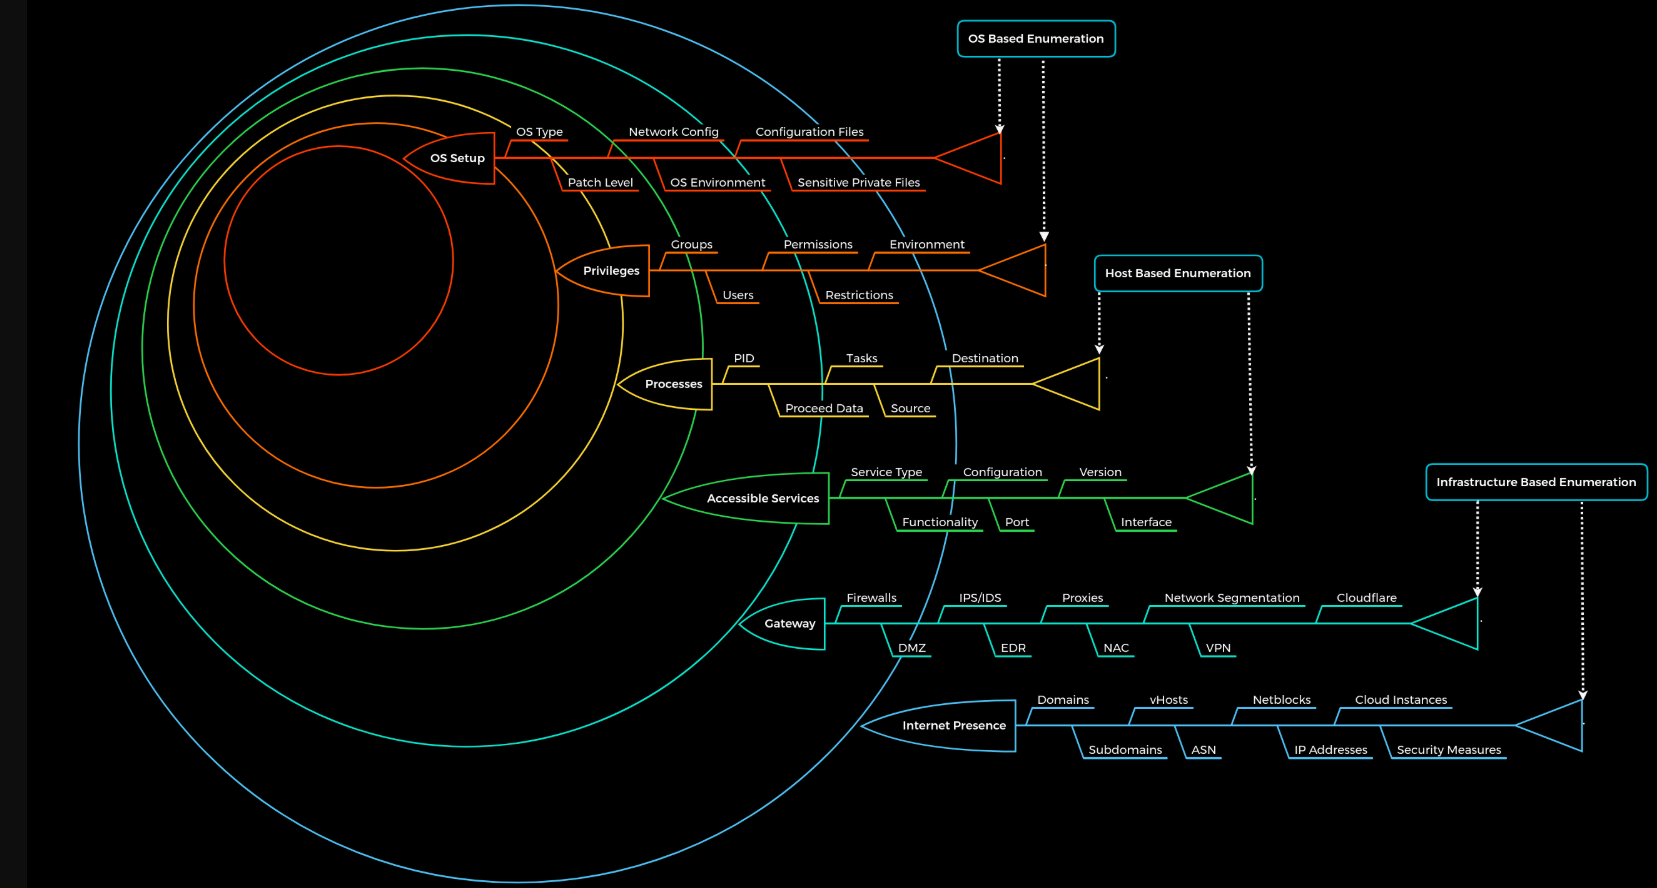 OS Based Enumeration
OS Type
Network Config
Configuration Files
OS Setup
Patch Level
OS Environment
Sensitive Private Files
Groups
Permissions
Environment
Privileges
Users
Restrictions
Host Based Enumeration
PID
Tasks
Destination
Processes
Proceed Data
Source
Service Type
Configuration
Version
Accessible Services
Functionality
Port
Interface
Infrastructure Based Enumeration
Firewalls
IPS/IDS
Proxies
Network Segmentation
Cloudflare
Gateway
DMZ
EDR
NAC
VPN
Domains
vHosts
Netblocks
Cloud Instances
Internet Presence
Subdomains
ASN
IP Addresses
Security Measures